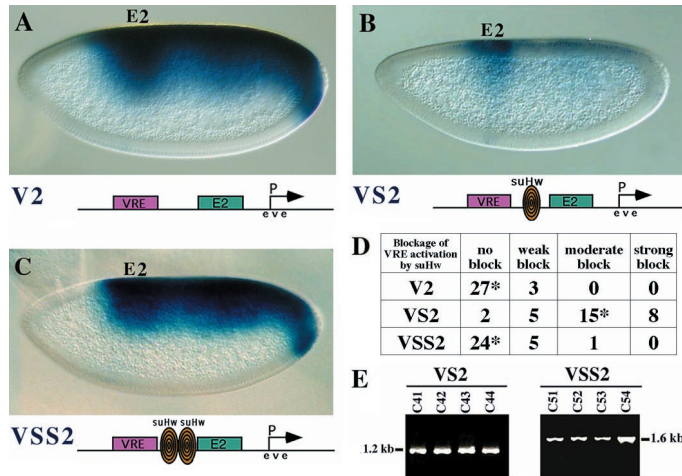 A
E2
V2
VRE
E2
P
eve
B
E2
VS2
suHw
VRE
E2
P
eve
C
E2
VSS2
suHw suHw
VRE
E2
P
eve
D
Blockage of VRE activation by suHw | no block | weak block | moderate block | strong block
V2 | 27* | 3 | 0 | 0
VS2 | 2 | 5 | 15* | 8
VSS2 | 24* | 5 | 1 | 0
E
VS2
C41 C42 C43 C44
1.2 kb
VSS2
C51 C52 C53 C54
1.6 kb